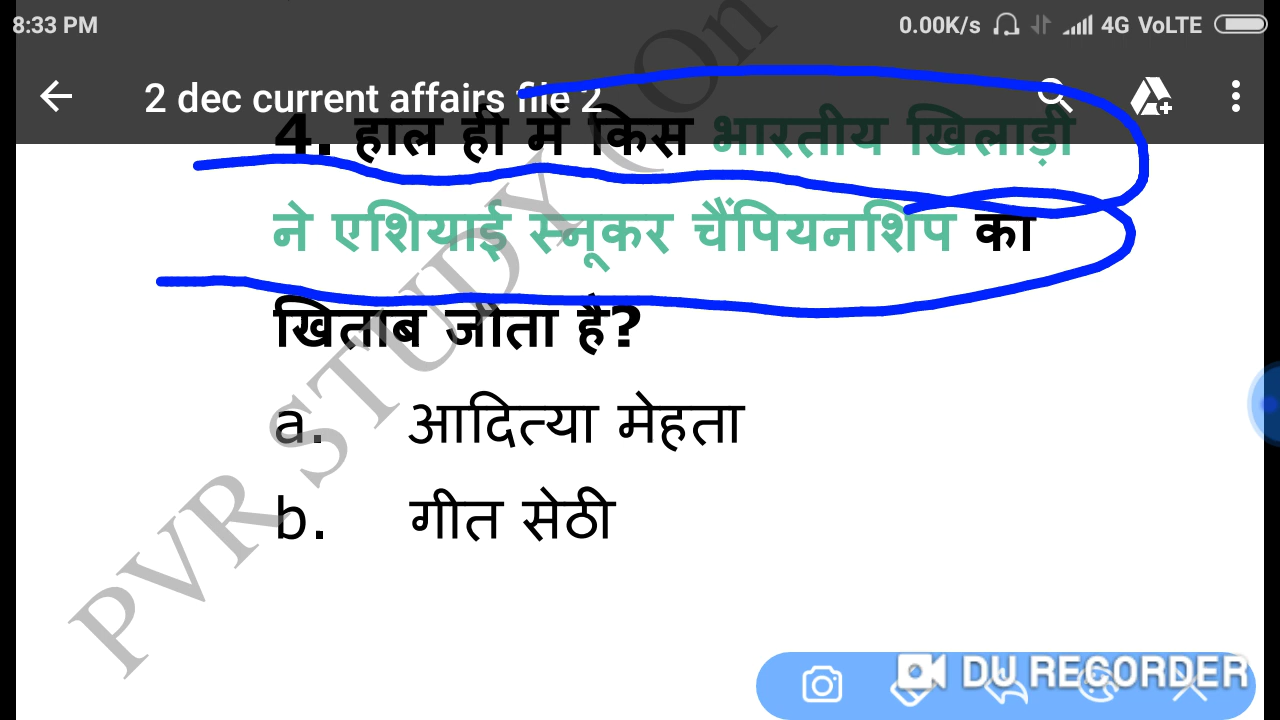 8:33 PM 0.00K/s 4G VoLTE
2 dec current affairs file 2
4. हाल ही मे किस भारतीय खिलाड़ी
ने एशियाई स्नूकर चैंपियनशिप का
खिताब जीता है?
a. आदित्या मेहता
b. गीत सेठी
PVR STUDY (On
DU RECORDER